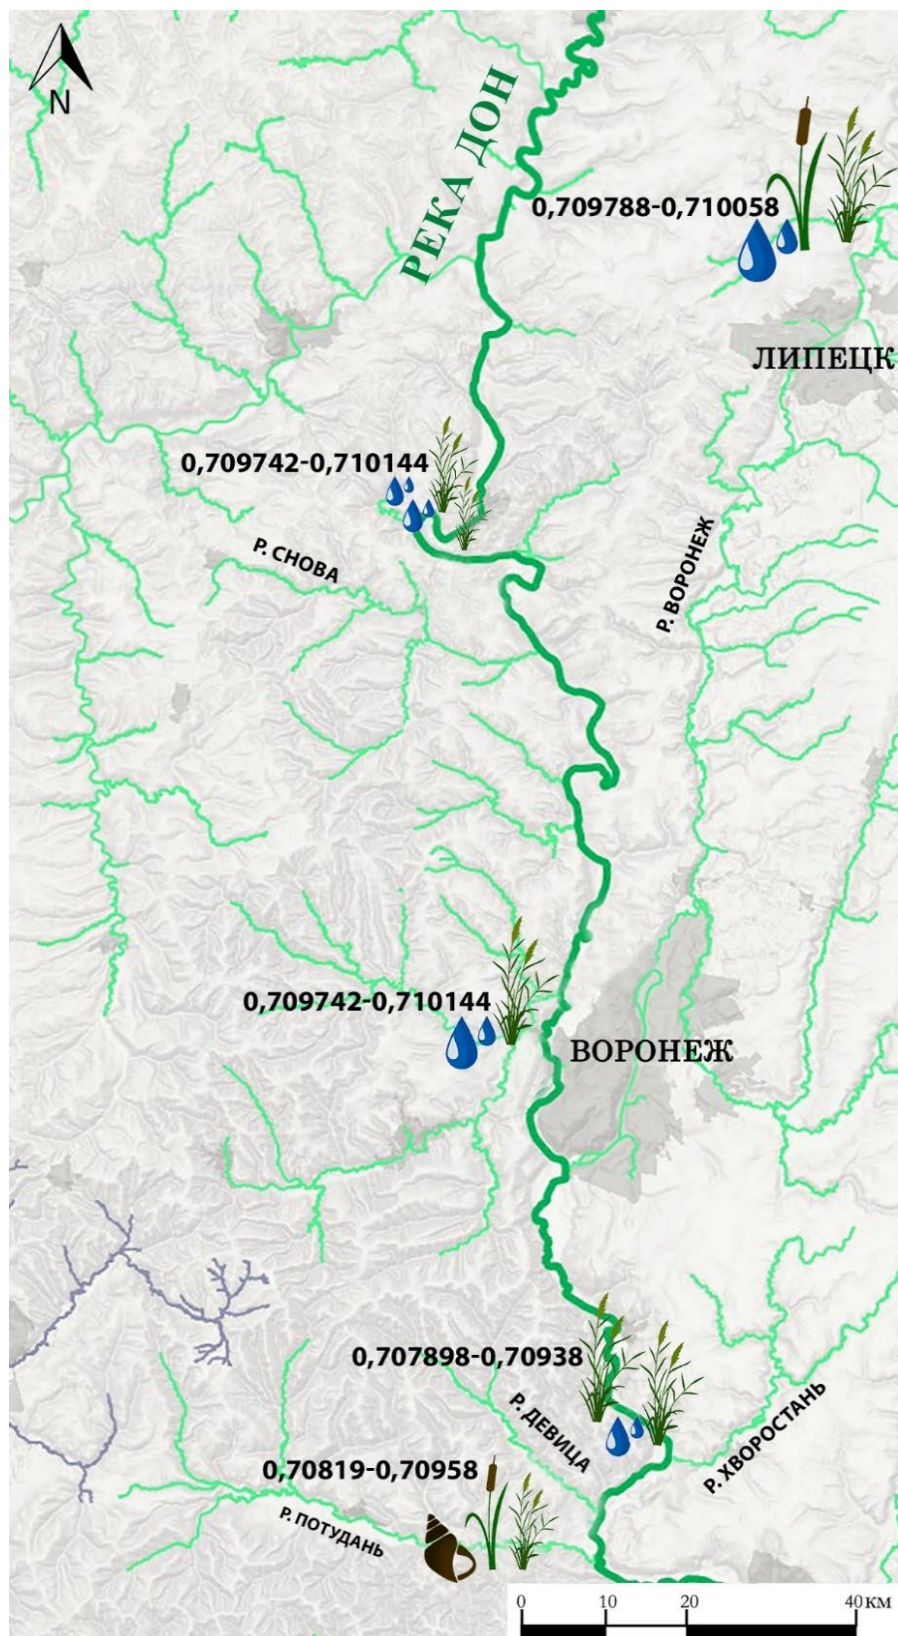 N
РЕКА ДОН
0,709788-0,710058
ЛИПЕЦК
0,709742-0,710144
Р. СНОВА
Р. ВОРОНЕЖ
0,709742-0,710144
ВОРОНЕЖ
0,707898-0,70938
Р. ДЕВИЦА
Р. ХВОРОСТАНЬ
0,70819-0,70958
Р. ПОТУДАНЬ
0 10 20 40 км